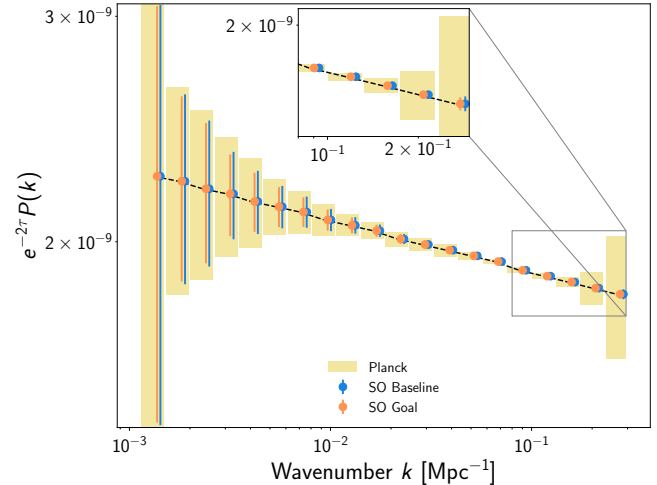 3 × 10⁻⁹
2 × 10⁻⁹
e⁻²τP(k)
2 × 10⁻⁹
10⁻¹
2 × 10⁻¹
Planck
SO Baseline
SO Goal
10⁻³
10⁻²
10⁻¹
Wavenumber k [Mpc⁻¹]